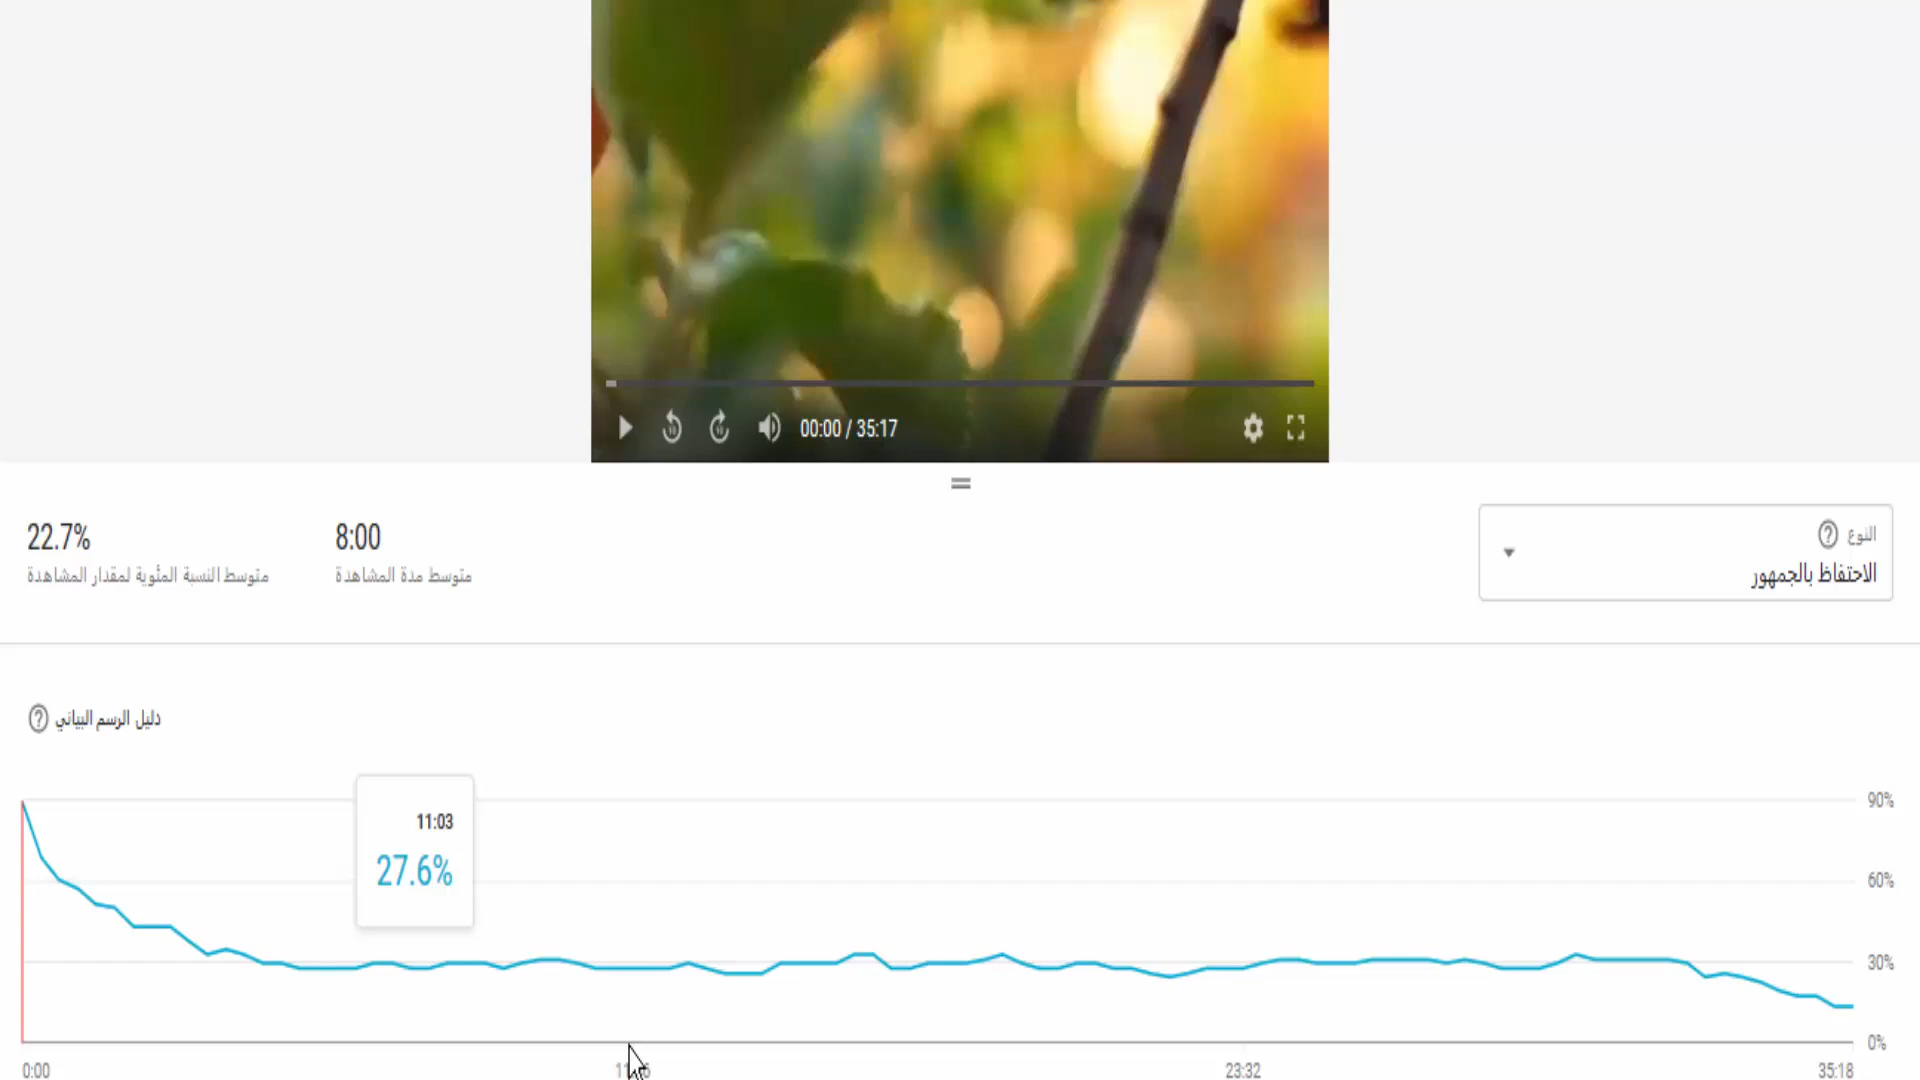 00:00 / 35:17
22.7%
متوسط النسبة المئوية لمقدار المشاهدة
8:00
متوسط مدة المشاهدة
النوع
الاحتفاظ بالجمهور
دليل الرسم البياني
11:03
27.6%
90%
60%
30%
0%
0:00
23:32
35:18